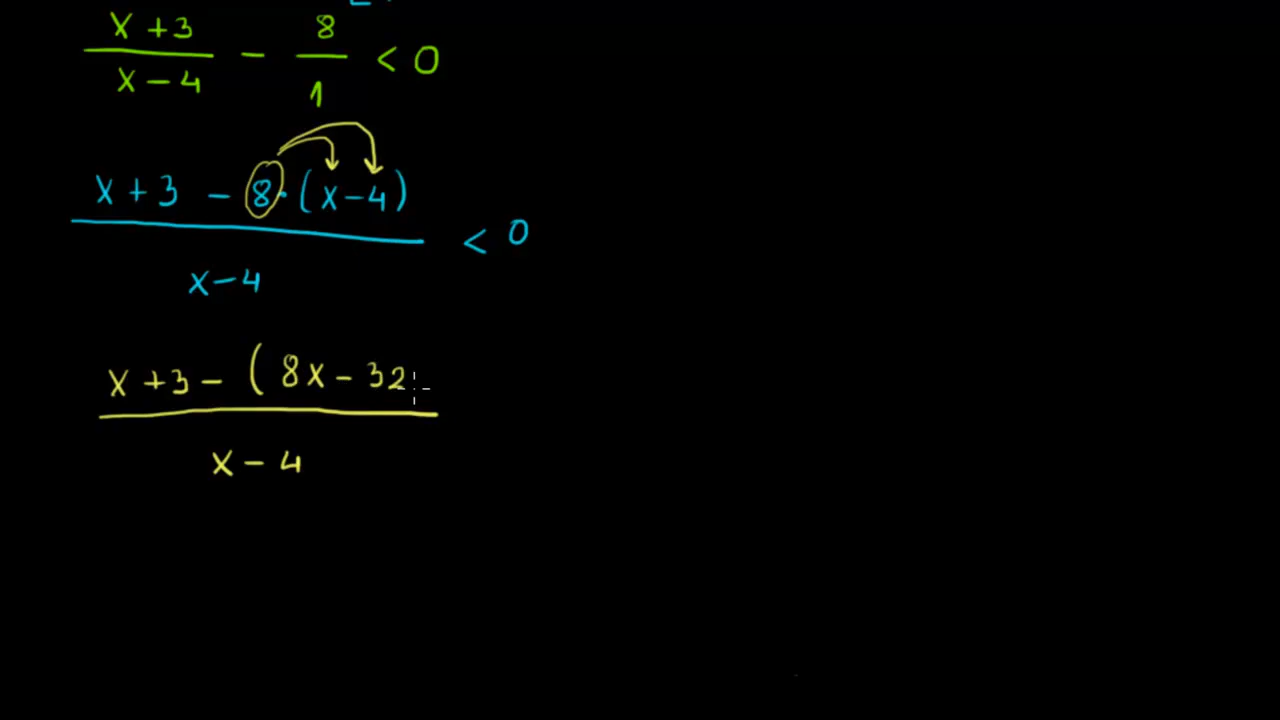 x + 3 / x - 4 - 8 / 1 < 0
x + 3 - 8 · (x - 4) / x - 4 < 0
x + 3 - (8x - 32 / x - 4